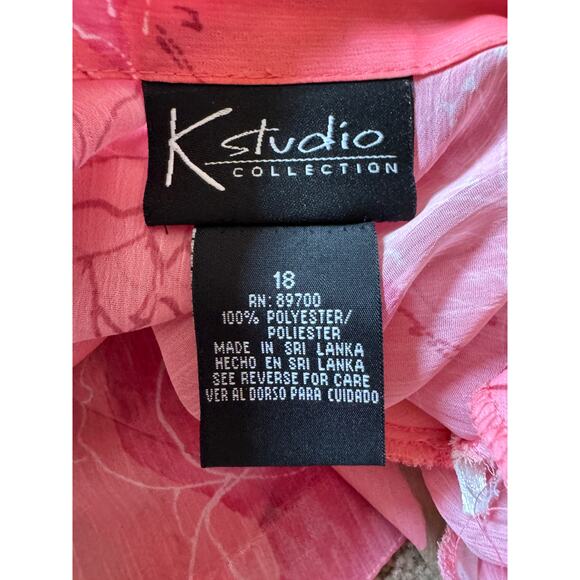 K studio
COLLECTION
18
RN: 89700
100% POLYESTER/
POLIESTER
MADE IN SRI LANKA
HECHO EN SRI LANKA
SEE REVERSE FOR CARE
VER AL DORSO PARA CUIDADO